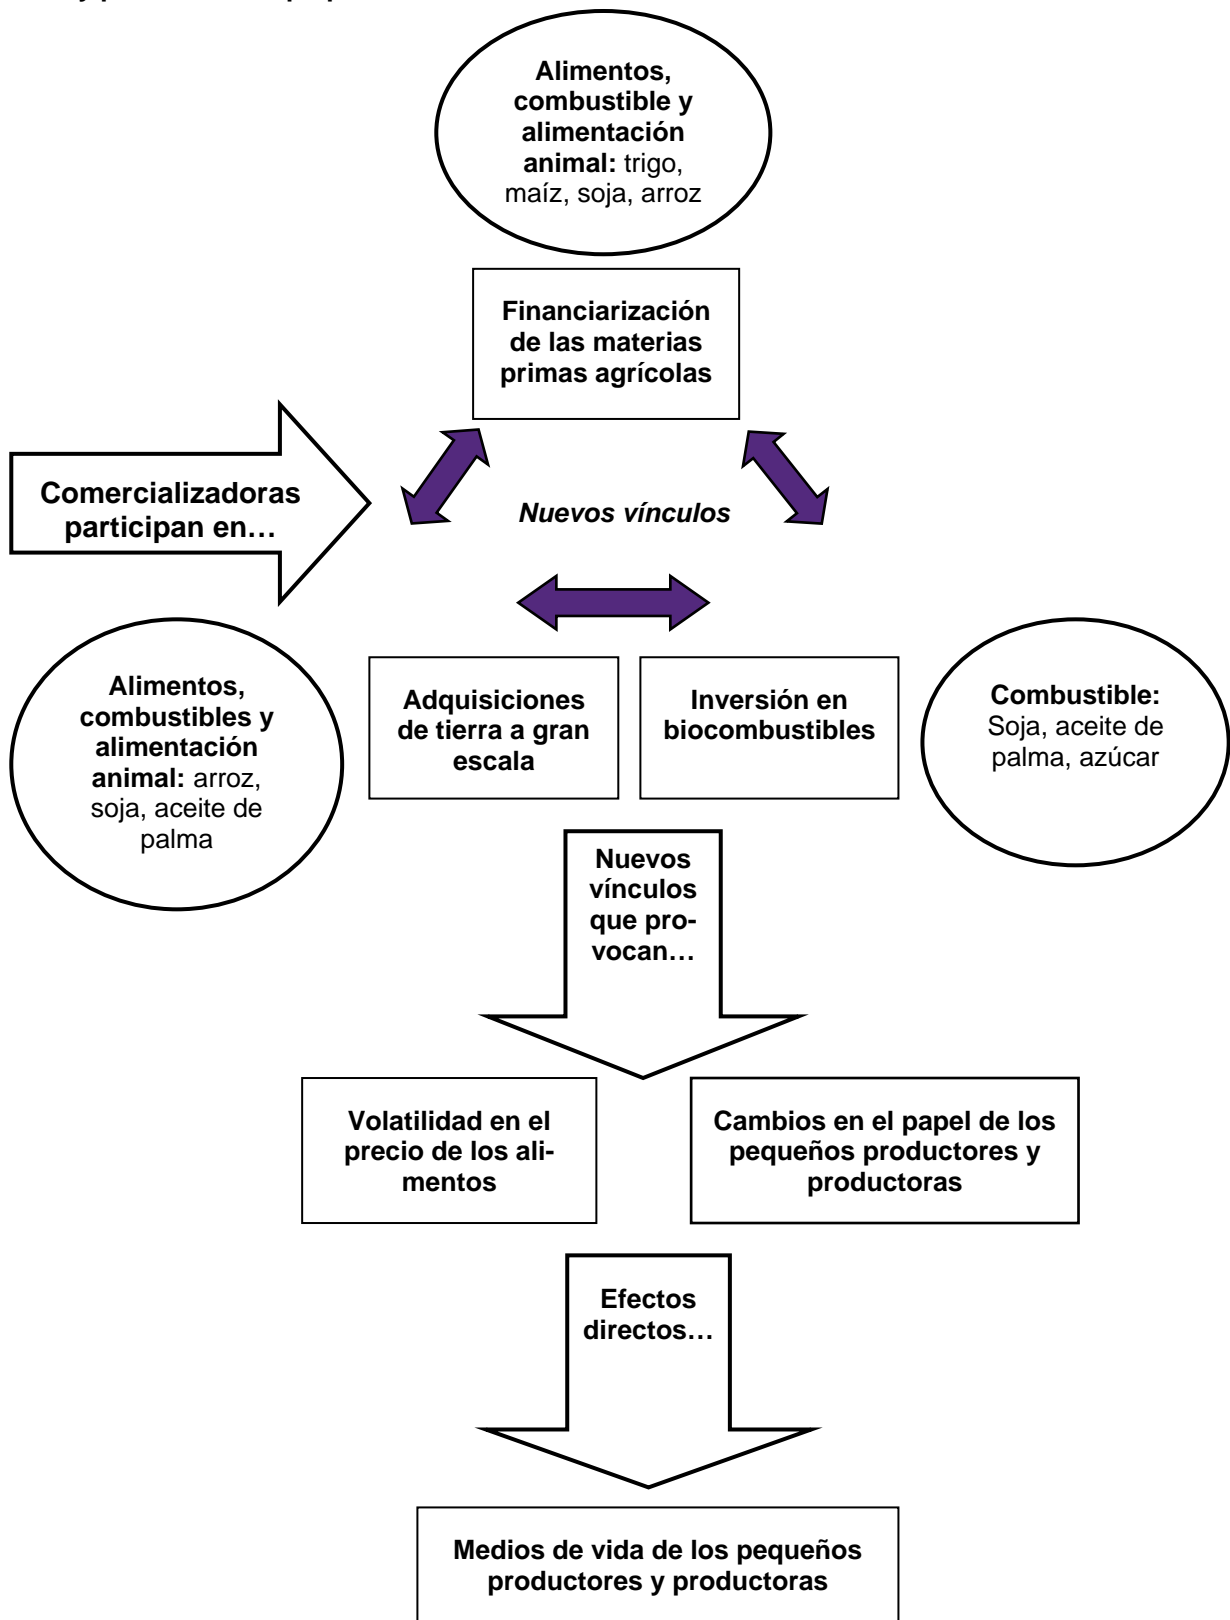 Alimentos,
combustible y
alimentación
animal: trigo,
maíz, soja, arroz
Financiarización
de las materias
primas agrícolas
Comercializadoras
participan en…
Nuevos vínculos
Alimentos,
combustibles y
alimentación
animal: arroz,
soja, aceite de
palma
Adquisiciones
de tierra a gran
escala
Inversión en
biocombustibles
Combustible:
Soja, aceite de
palma, azúcar
Nuevos
vínculos
que pro-
vocan…
Volatilidad en el
precio de los ali-
mentos
Cambios en el papel de los
pequeños productores y
productoras
Efectos
directos…
Medios de vida de los pequeños
productores y productoras